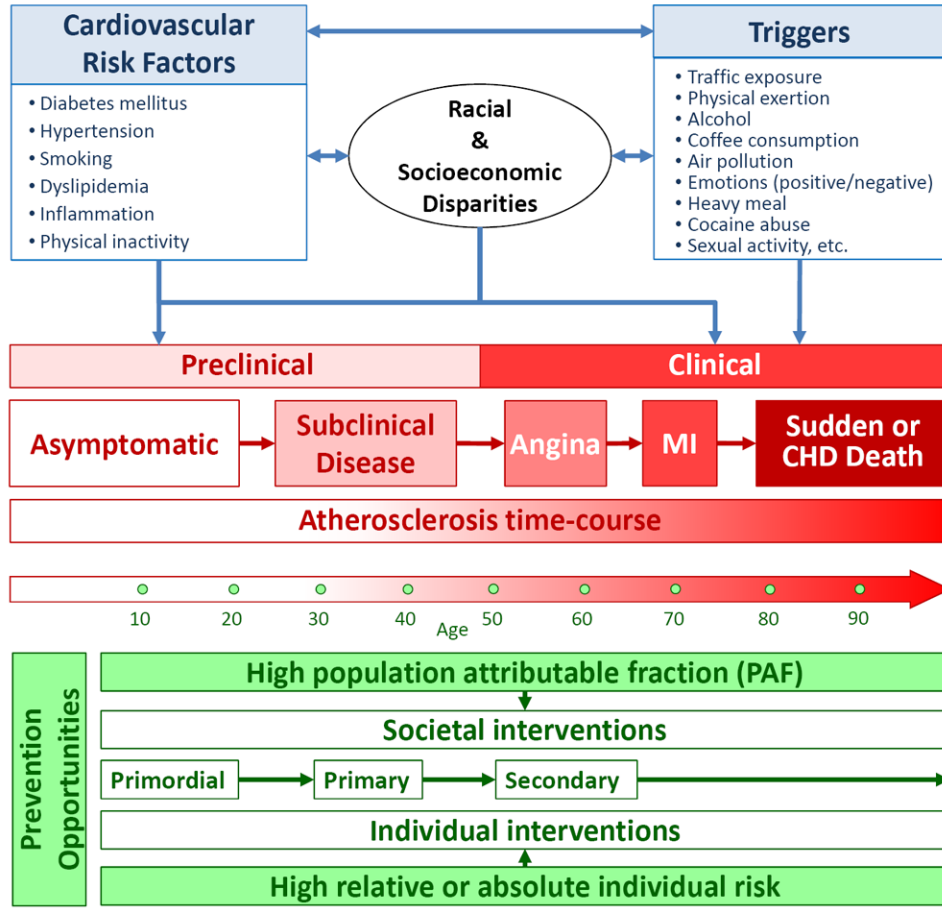 Cardiovascular
Risk Factors
• Diabetes mellitus
• Hypertension
• Smoking
• Dyslipidemia
• Inflammation
• Physical inactivity
Racial
&
Socioeconomic
Disparities
Triggers
• Traffic exposure
• Physical exertion
• Alcohol
• Coffee consumption
• Air pollution
• Emotions (positive/negative)
• Heavy meal
• Cocaine abuse
• Sexual activity, etc.
Preclinical
Clinical
Asymptomatic
Subclinical
Disease
Angina
MI
Sudden or
CHD Death
Atherosclerosis time-course
10 20 30 40 50 60 70 80 90
Age
Prevention
Opportunities
High population attributable fraction (PAF)
Societal interventions
Primordial
Primary
Secondary
Individual interventions
High relative or absolute individual risk